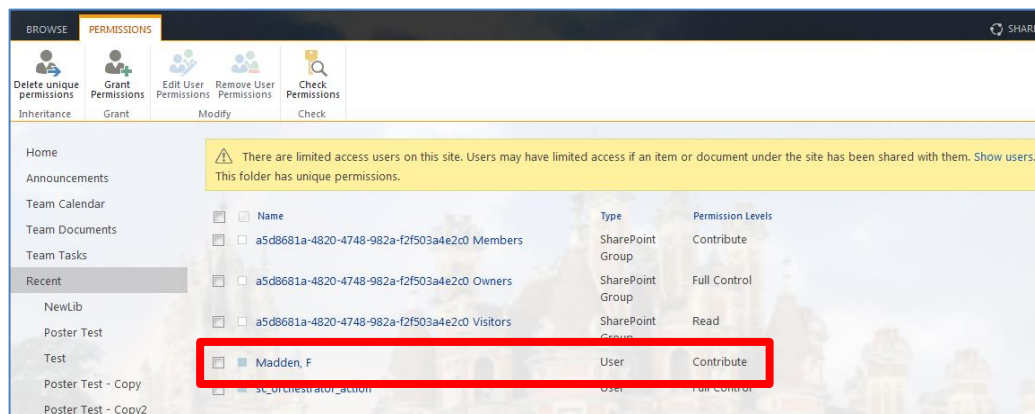 BROWSE PERMISSIONS SHAR
Delete unique permissions
Grant Permissions
Edit User Permissions
Remove User Permissions
Check Permissions
Inheritance Grant Modify Check
Home
Announcements
Team Calendar
Team Documents
Team Tasks
Recent
NewLib
Poster Test
Test
Poster Test - Copy
Poster Test - Copy2
There are limited access users on this site. Users may have limited access if an item or document under the site has been shared with them. Show users.
This folder has unique permissions.
Name Type Permission Levels
a5d8681a-4820-4748-982a-f2f503a4e2c0 Members SharePoint Group Contribute
a5d8681a-4820-4748-982a-f2f503a4e2c0 Owners SharePoint Group Full Control
a5d8681a-4820-4748-982a-f2f503a4e2c0 Visitors SharePoint Group Read
Madden, F User Contribute
sc_orchestrator_action User Full Control